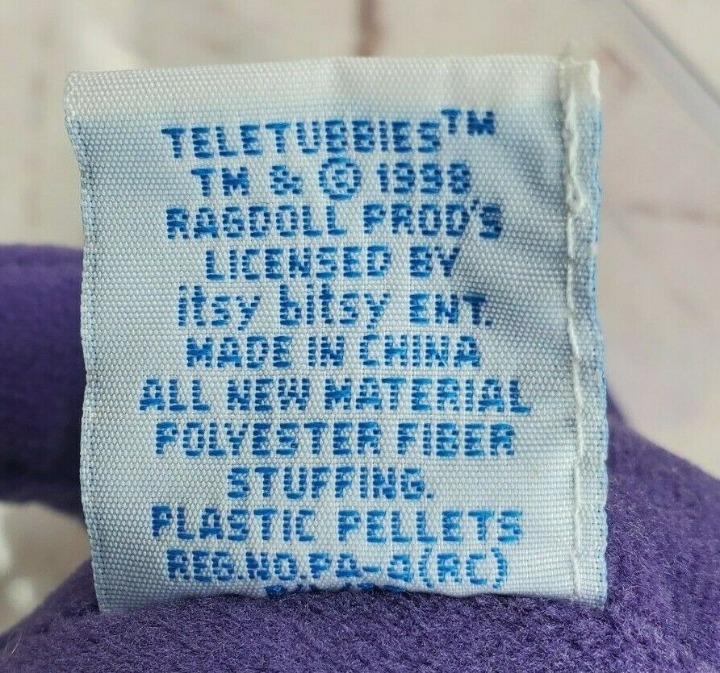 TELETUBBIES™
TM & © 1998
RAGDOLL PROD'S
LICENSED BY
itsy bitsy ENT.
MADE IN CHINA
ALL NEW MATERIAL
POLYESTER FIBER
STUFFING.
PLASTIC PELLETS
REG.NO.PA-4(RC)